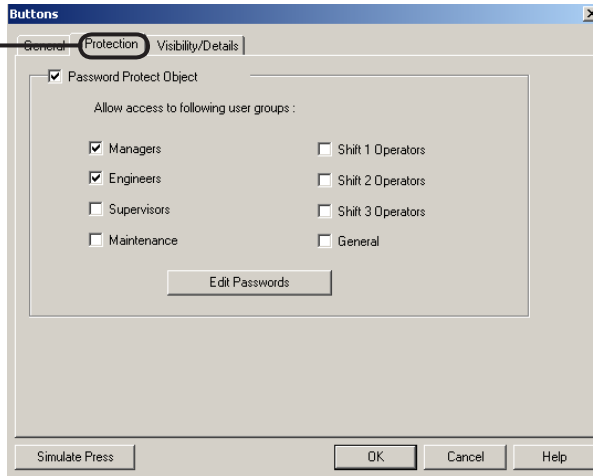 Buttons
General Protection Visibility/Details
Password Protect Object
Allow access to following user groups :
Managers Shift 1 Operators
Engineers Shift 2 Operators
Supervisors Shift 3 Operators
Maintenance General
Edit Passwords
Simulate Press OK Cancel Help